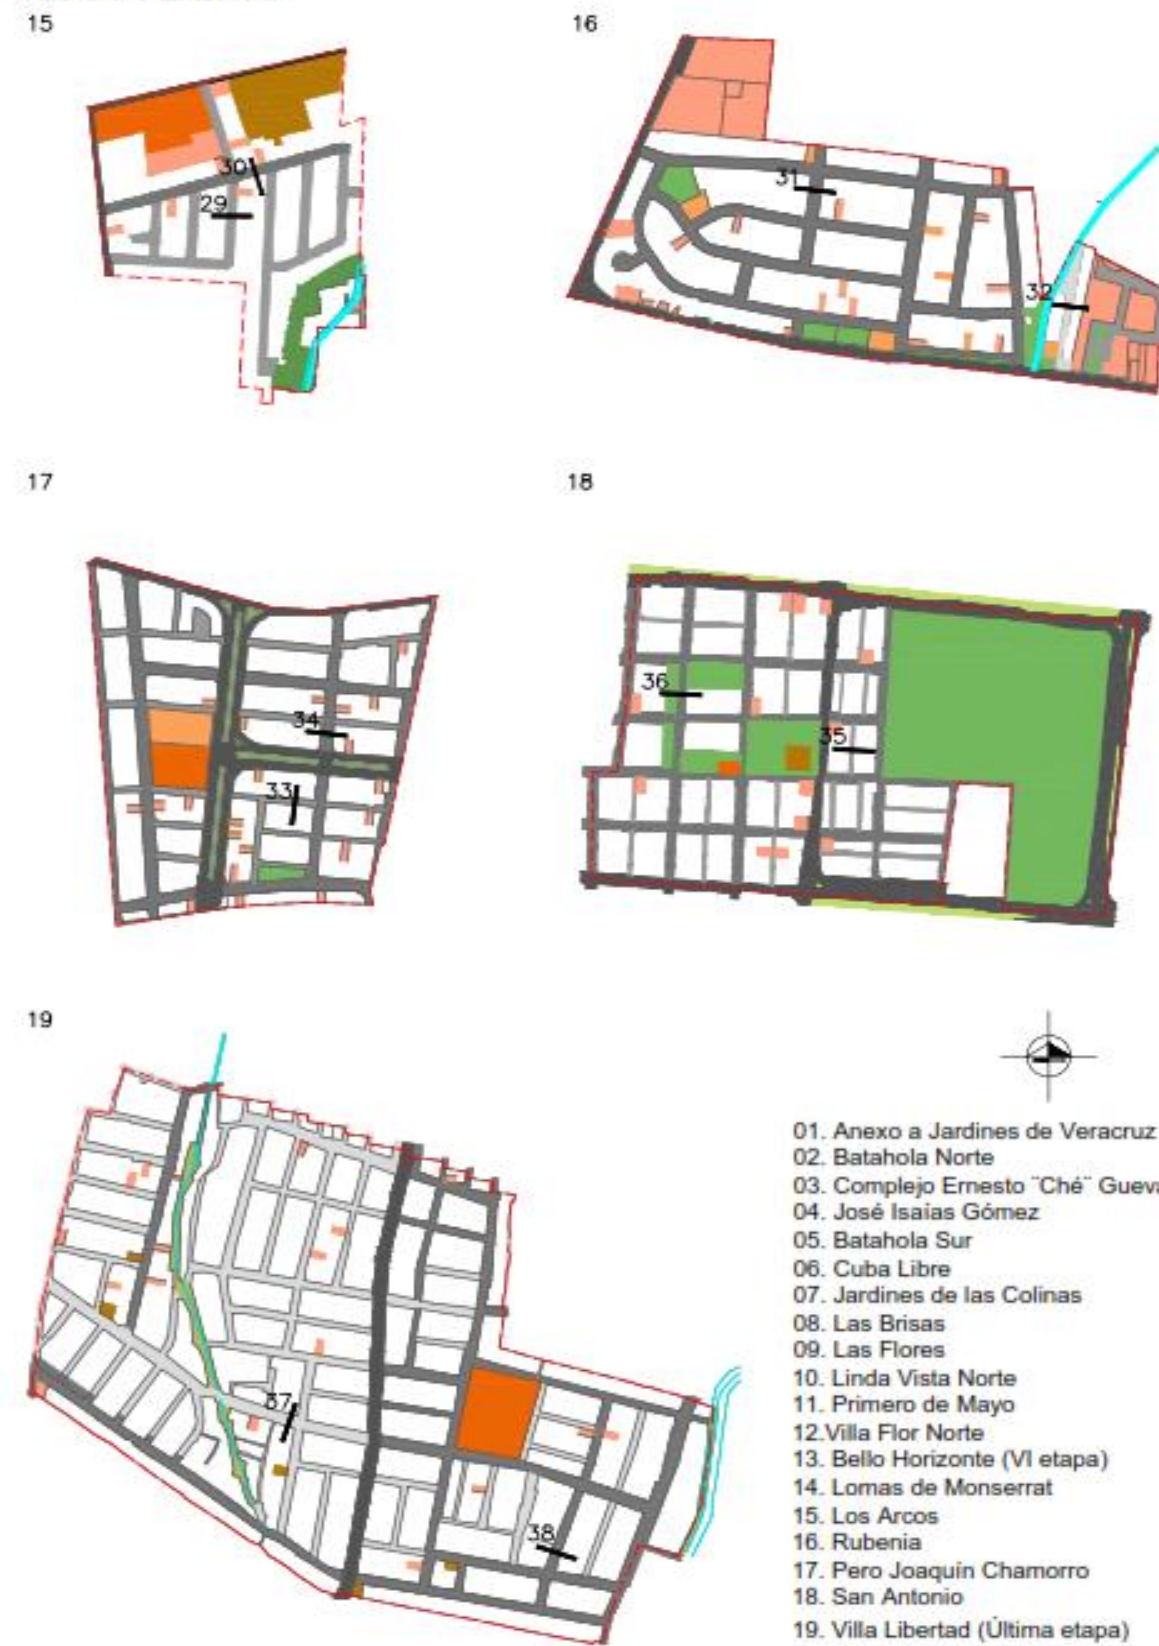 15
16
30
29
31
32
17
18
34
33
36
35
19
37
38
01. Anexo a Jardines de Veracruz
02. Batahola Norte
03. Complejo Ernesto ¨Ché¨ Gueva
04. José Isaías Gómez
05. Batahola Sur
06. Cuba Libre
07. Jardines de las Colinas
08. Las Brisas
09. Las Flores
10. Linda Vista Norte
11. Primero de Mayo
12.Villa Flor Norte
13. Bello Horizonte (VI etapa)
14. Lomas de Monserrat
15. Los Arcos
16. Rubenia
17. Pero Joaquín Chamorro
18. San Antonio
19. Villa Libertad (Última etapa)